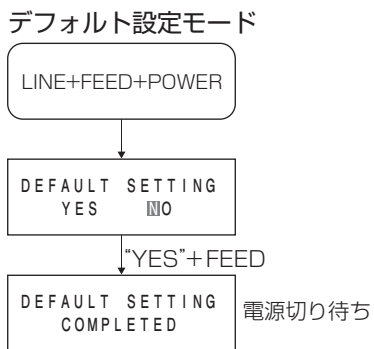 デフォルト設定モード
LINE+FEED+POWER
DEFAULT SETTING
YES NO
“YES”+FEED
DEFAULT SETTING
COMPLETED
電源切り待ち